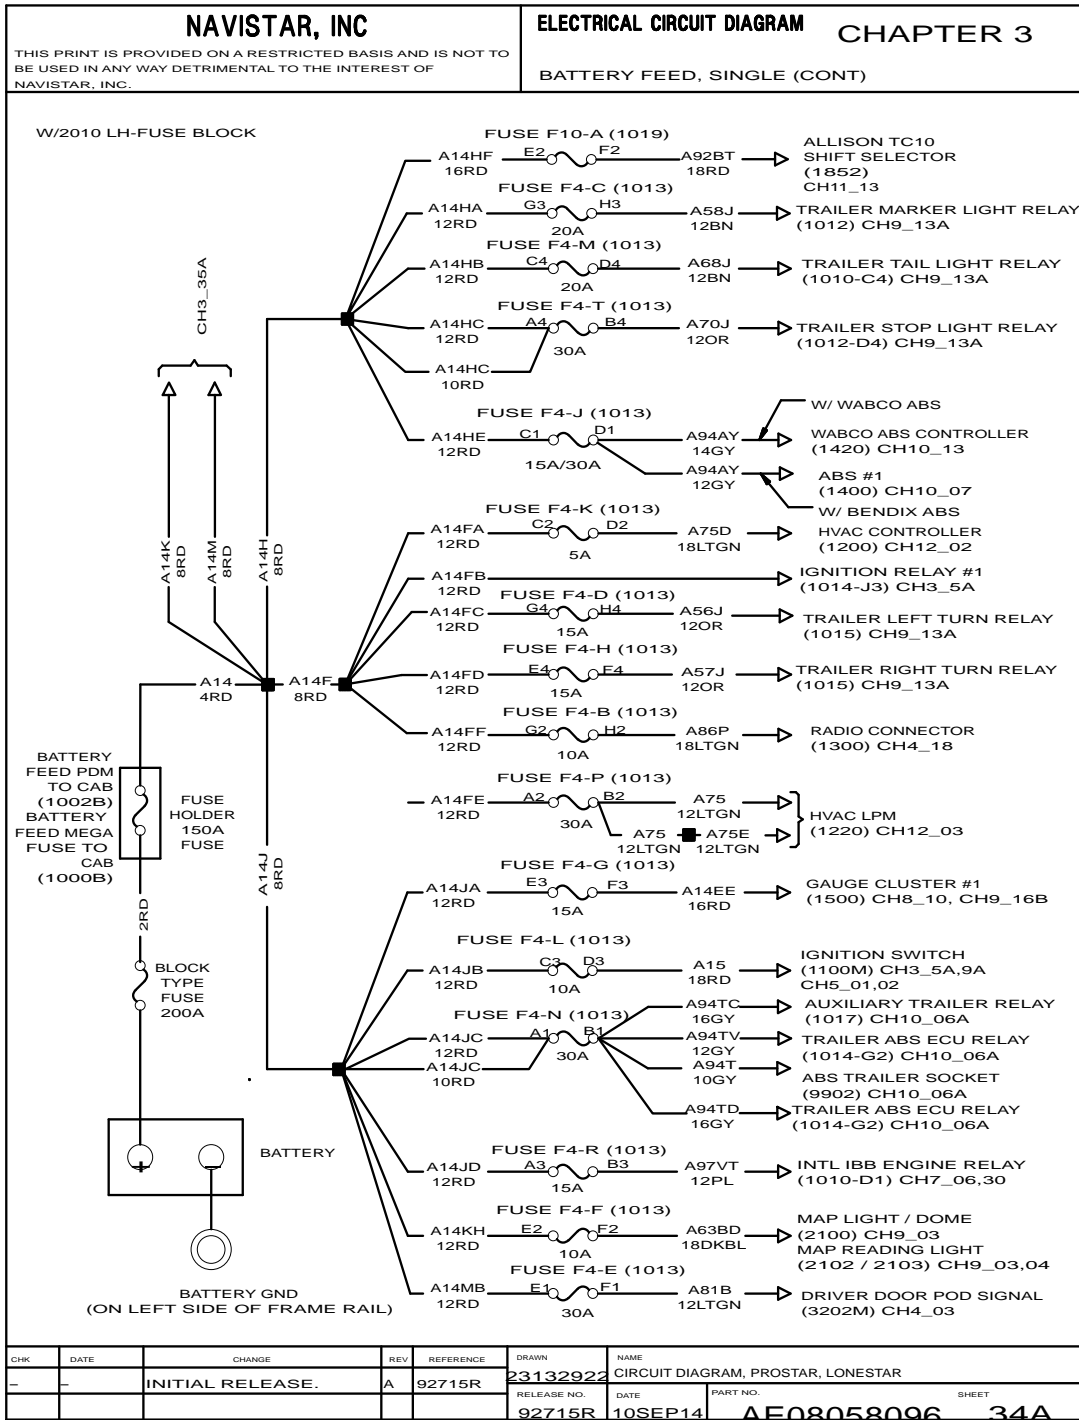 NAVISTAR, INC
THIS PRINT IS PROVIDED ON A RESTRICTED BASIS AND IS NOT TO
BE USED IN ANY WAY DETRIMENTAL TO THE INTEREST OF
NAVISTAR, INC.
ELECTRICAL CIRCUIT DIAGRAM
CHAPTER 3
BATTERY FEED, SINGLE (CONT)
W/2010 LH-FUSE BLOCK
FUSE F10-A (1019)
A14HF
16RD
E2
F2
A92BT
18RD
ALLISON TC10
SHIFT SELECTOR
(1852)
CH11_13
FUSE F4-C (1013)
A14HA
12RD
G3
H3
20A
A58J
12BN
TRAILER MARKER LIGHT RELAY
(1012) CH9_13A
FUSE F4-M (1013)
A14HB
12RD
C4
D4
20A
A68J
12BN
TRAILER TAIL LIGHT RELAY
(1010-C4) CH9_13A
FUSE F4-T (1013)
A14HC
12RD
A4
B4
30A
A70J
12OR
TRAILER STOP LIGHT RELAY
(1012-D4) CH9_13A
A14HC
10RD
FUSE F4-J (1013)
A14HE
12RD
C1
D1
15A/30A
A94AY
14GY
W/ WABCO ABS
WABCO ABS CONTROLLER
(1420) CH10_13
A94AY
12GY
ABS #1
(1400) CH10_07
W/ BENDIX ABS
CH3_35A
A14K
8RD
A14M
8RD
A14H
8RD
FUSE F4-K (1013)
A14FA
12RD
C2
D2
5A
A75D
18LTGN
HVAC CONTROLLER
(1200) CH12_02
A14FB
12RD
IGNITION RELAY #1
(1014-J3) CH3_5A
FUSE F4-D (1013)
A14FC
12RD
G4
H4
15A
A56J
12OR
TRAILER LEFT TURN RELAY
(1015) CH9_13A
FUSE F4-H (1013)
A14FD
12RD
E4
F4
15A
A57J
12OR
TRAILER RIGHT TURN RELAY
(1015) CH9_13A
A14
4RD
A14F
8RD
FUSE F4-B (1013)
A14FF
12RD
G2
H2
10A
A86P
18LTGN
RADIO CONNECTOR
(1300) CH4_18
FUSE F4-P (1013)
A14FE
12RD
A2
B2
30A
A75
12LTGN
A75
12LTGN
A75E
12LTGN
HVAC LPM
(1220) CH12_03
BATTERY
FEED PDM
TO CAB
(1002B)
BATTERY
FEED MEGA
FUSE TO
CAB
(1000B)
FUSE
HOLDER
150A
FUSE
A14J
8RD
2RD
BLOCK
TYPE
FUSE
200A
FUSE F4-G (1013)
A14JA
12RD
E3
F3
15A
A14EE
16RD
GAUGE CLUSTER #1
(1500) CH8_10, CH9_16B
FUSE F4-L (1013)
A14JB
12RD
C3
D3
10A
A15
18RD
IGNITION SWITCH
(1100M) CH3_5A,9A
CH5_01,02
FUSE F4-N (1013)
A14JC
12RD
A14JC
10RD
A1
B1
30A
A94TC
16GY
AUXILIARY TRAILER RELAY
(1017) CH10_06A
A94TV
12GY
TRAILER ABS ECU RELAY
(1014-G2) CH10_06A
A94T
10GY
ABS TRAILER SOCKET
(9902) CH10_06A
A94TD
16GY
TRAILER ABS ECU RELAY
(1014-G2) CH10_06A
BATTERY
FUSE F4-R (1013)
A14JD
12RD
A3
B3
15A
A97VT
12PL
INTL IBB ENGINE RELAY
(1010-D1) CH7_06,30
FUSE F4-F (1013)
A14KH
12RD
E2
F2
10A
A63BD
18DKBL
MAP LIGHT / DOME
(2100) CH9_03
MAP READING LIGHT
(2102 / 2103) CH9_03,04
FUSE F4-E (1013)
A14MB
12RD
E1
F1
30A
A81B
12LTGN
DRIVER DOOR POD SIGNAL
(3202M) CH4_03
BATTERY GND
(ON LEFT SIDE OF FRAME RAIL)
CHK DATE CHANGE REV REFERENCE
– – INITIAL RELEASE. A 92715R
DRAWN
23132922
NAME
CIRCUIT DIAGRAM, PROSTAR, LONESTAR
RELEASE NO.
92715R
DATE
10SEP14
PART NO.
AE08058096
SHEET
34A